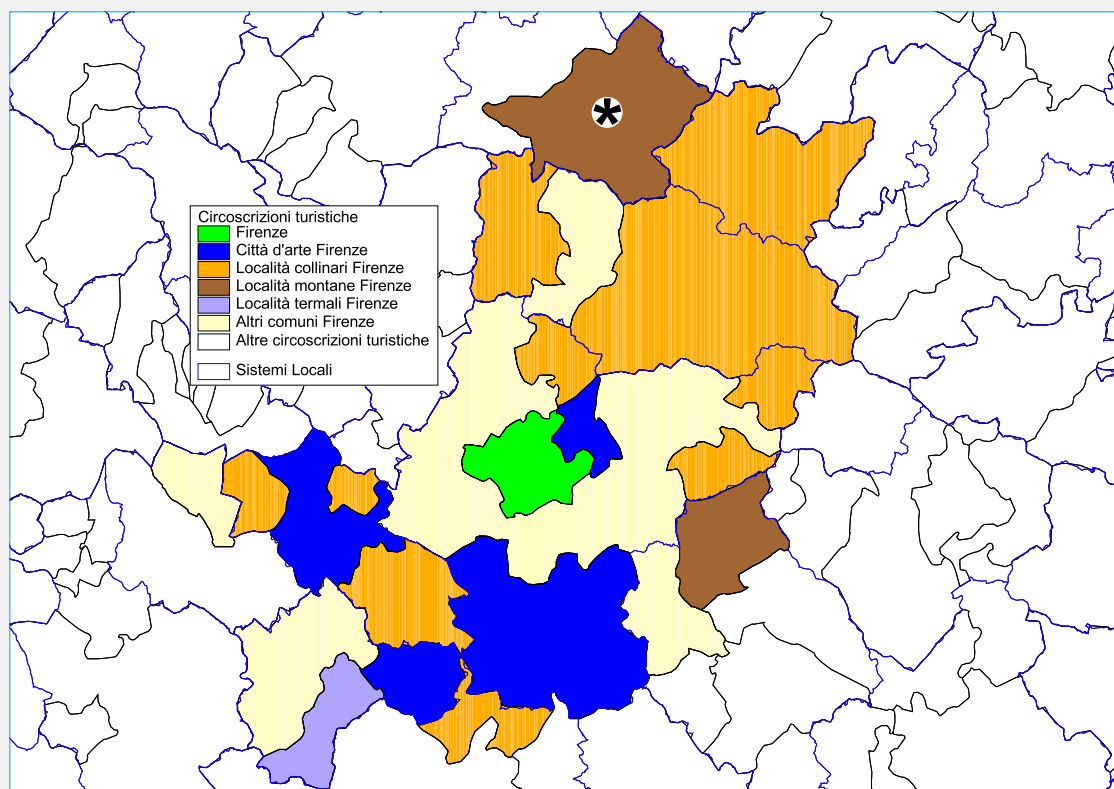 Circoscrizioni turistiche
Firenze
Città d'arte Firenze
Località collinari Firenze
Località montane Firenze
Località termali Firenze
Altri comuni Firenze
Altre circoscrizioni turistiche
Sistemi Locali
*